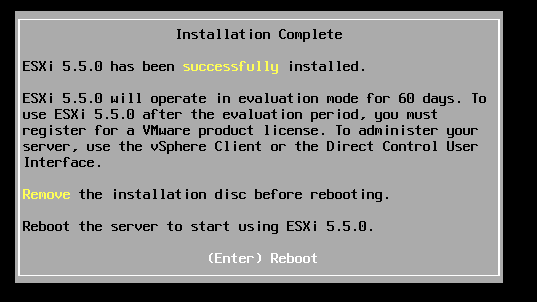 Installation Complete
ESXi 5.5.0 has been successfully installed.
ESXi 5.5.0 will operate in evaluation mode for 60 days. To
use ESXi 5.5.0 after the evaluation period, you must
register for a VMware product license. To administer your
server, use the vSphere Client or the Direct Control User
Interface.
Remove the installation disc before rebooting.
Reboot the server to start using ESXi 5.5.0.
(Enter) Reboot